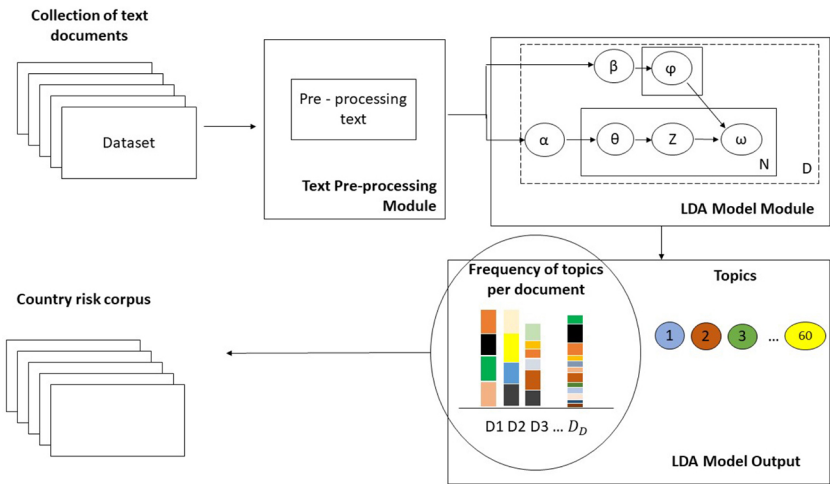 Collection of text
documents
Dataset
Pre - processing
text
Text Pre-processing
Module
β
φ
α
θ
Z
ω
N
D
LDA Model Module
Frequency of topics
per document
Topics
1
2
3
...
60
D1 D2 D3 ... D_D
LDA Model Output
Country risk corpus